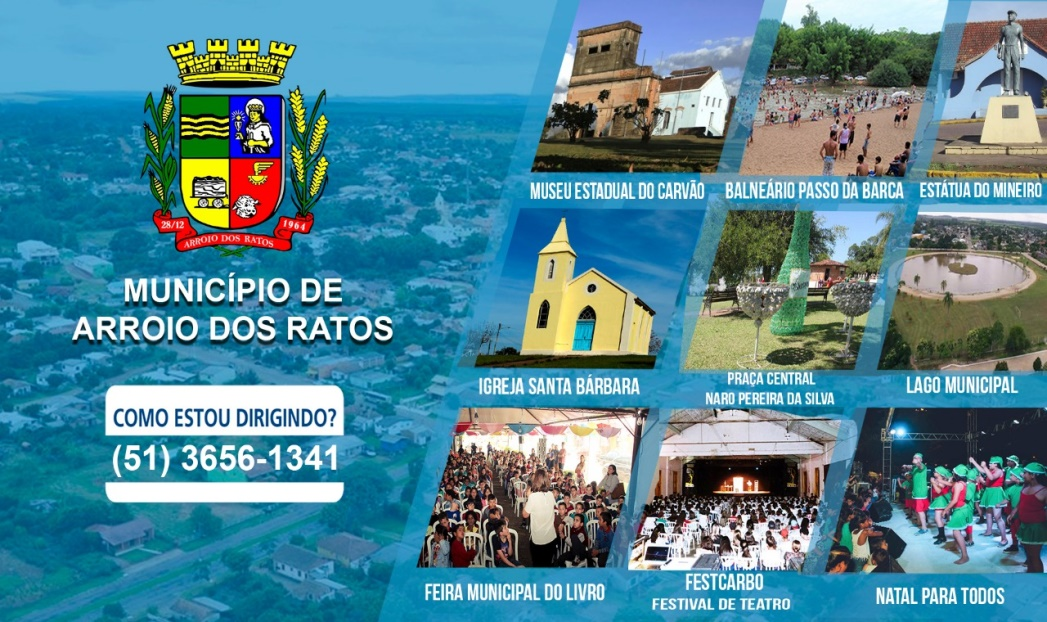 28/12
ARROIO DOS RATOS
1964
MUNICÍPIO DE
ARROIO DOS RATOS
COMO ESTOU DIRIGINDO?
(51) 3656-1341
MUSEU ESTADUAL DO CARVÃO
BALNEÁRIO PASSO DA BARCA
ESTÁTUA DO MINEIRO
IGREJA SANTA BÁRBARA
PRAÇA CENTRAL
NARO PEREIRA DA SILVA
LAGO MUNICIPAL
FEIRA MUNICIPAL DO LIVRO
FESTCARBO
FESTIVAL DE TEATRO
NATAL PARA TODOS